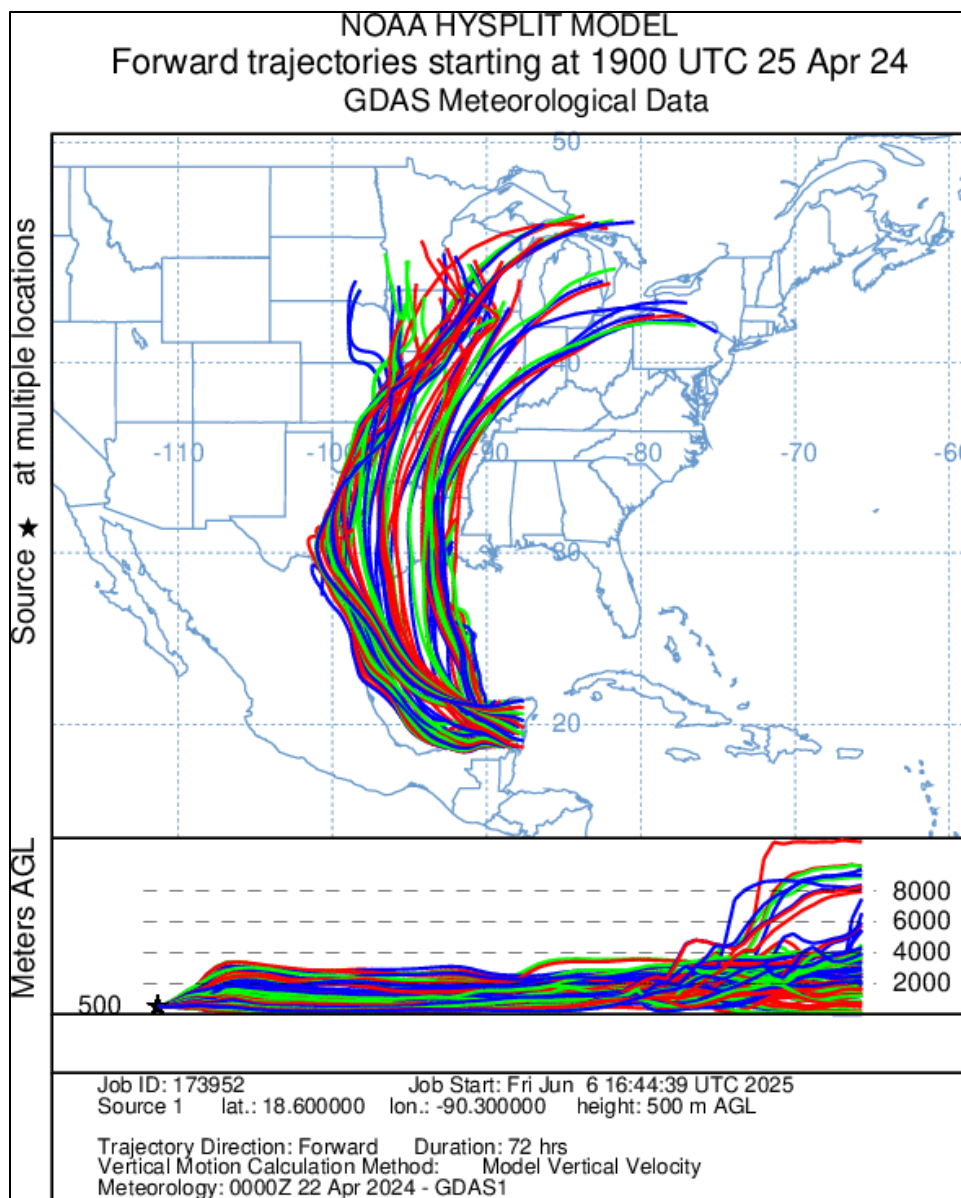 NOAA HYSPLIT MODEL
Forward trajectories starting at 1900 UTC 25 Apr 24
GDAS Meteorological Data
Source ★ at multiple locations
50
40
-110 -100 -90 -80 -70 -60
30
20
Meters AGL
8000
6000
4000
2000
500
Job ID: 173952 Job Start: Fri Jun 6 16:44:39 UTC 2025
Source 1 lat.: 18.600000 lon.: -90.300000 height: 500 m AGL
Trajectory Direction: Forward Duration: 72 hrs
Vertical Motion Calculation Method: Model Vertical Velocity
Meteorology: 0000Z 22 Apr 2024 - GDAS1